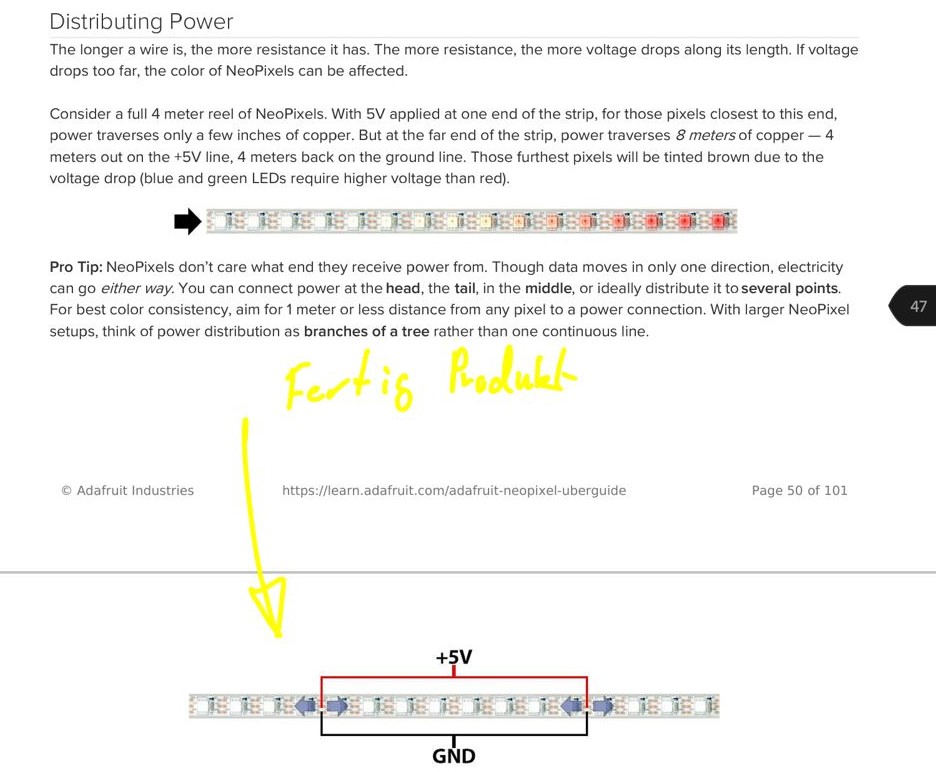 Distributing Power
The longer a wire is, the more resistance it has. The more resistance, the more voltage drops along its length. If voltage
drops too far, the color of NeoPixels can be affected.
Consider a full 4 meter reel of NeoPixels. With 5V applied at one end of the strip, for those pixels closest to this end,
power traverses only a few inches of copper. But at the far end of the strip, power traverses 8 meters of copper — 4
meters out on the +5V line, 4 meters back on the ground line. Those furthest pixels will be tinted brown due to the
voltage drop (blue and green LEDs require higher voltage than red).
Pro Tip: NeoPixels don't care what end they receive power from. Though data moves in only one direction, electricity
can go either way. You can connect power at the head, the tail, in the middle, or ideally distribute it to several points.
For best color consistency, aim for 1 meter or less distance from any pixel to a power connection. With larger NeoPixel
setups, think of power distribution as branches of a tree rather than one continuous line.
47
Fertig Produkt
© Adafruit Industries https://learn.adafruit.com/adafruit-neopixel-uberguide Page 50 of 101
+5V
GND